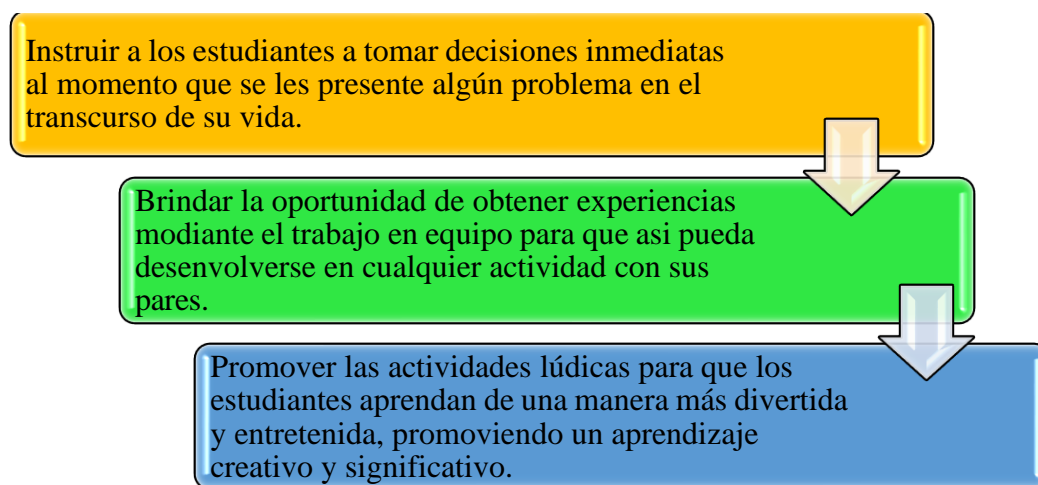 Instruir a los estudiantes a tomar decisiones inmediatas
al momento que se les presente algún problema en el
transcurso de su vida.
Brindar la oportunidad de obtener experiencias
modiante el trabajo en equipo para que asi pueda
desenvolverse en cualquier actividad con sus
pares.
Promover las actividades lúdicas para que los
estudiantes aprendan de una manera más divertida
y entretenida, promoviendo un aprendizaje
creativo y significativo.